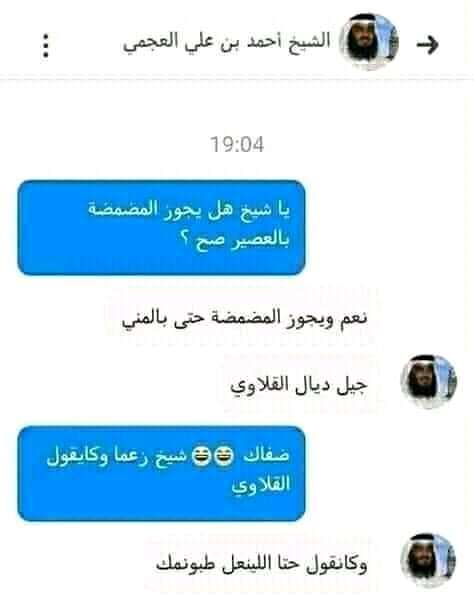 الشيخ أحمد بن علي العجمي
19:04
يا شيخ هل يجوز المضمضة
بالعصير صح ؟
نعم ويجوز المضمضة حتى بالمني
جيل ديال القلاوي
ضفاك 😄😄 شيخ زعما وكايقول
القلاوي
وكانقول حتا اللينعل طبونمك